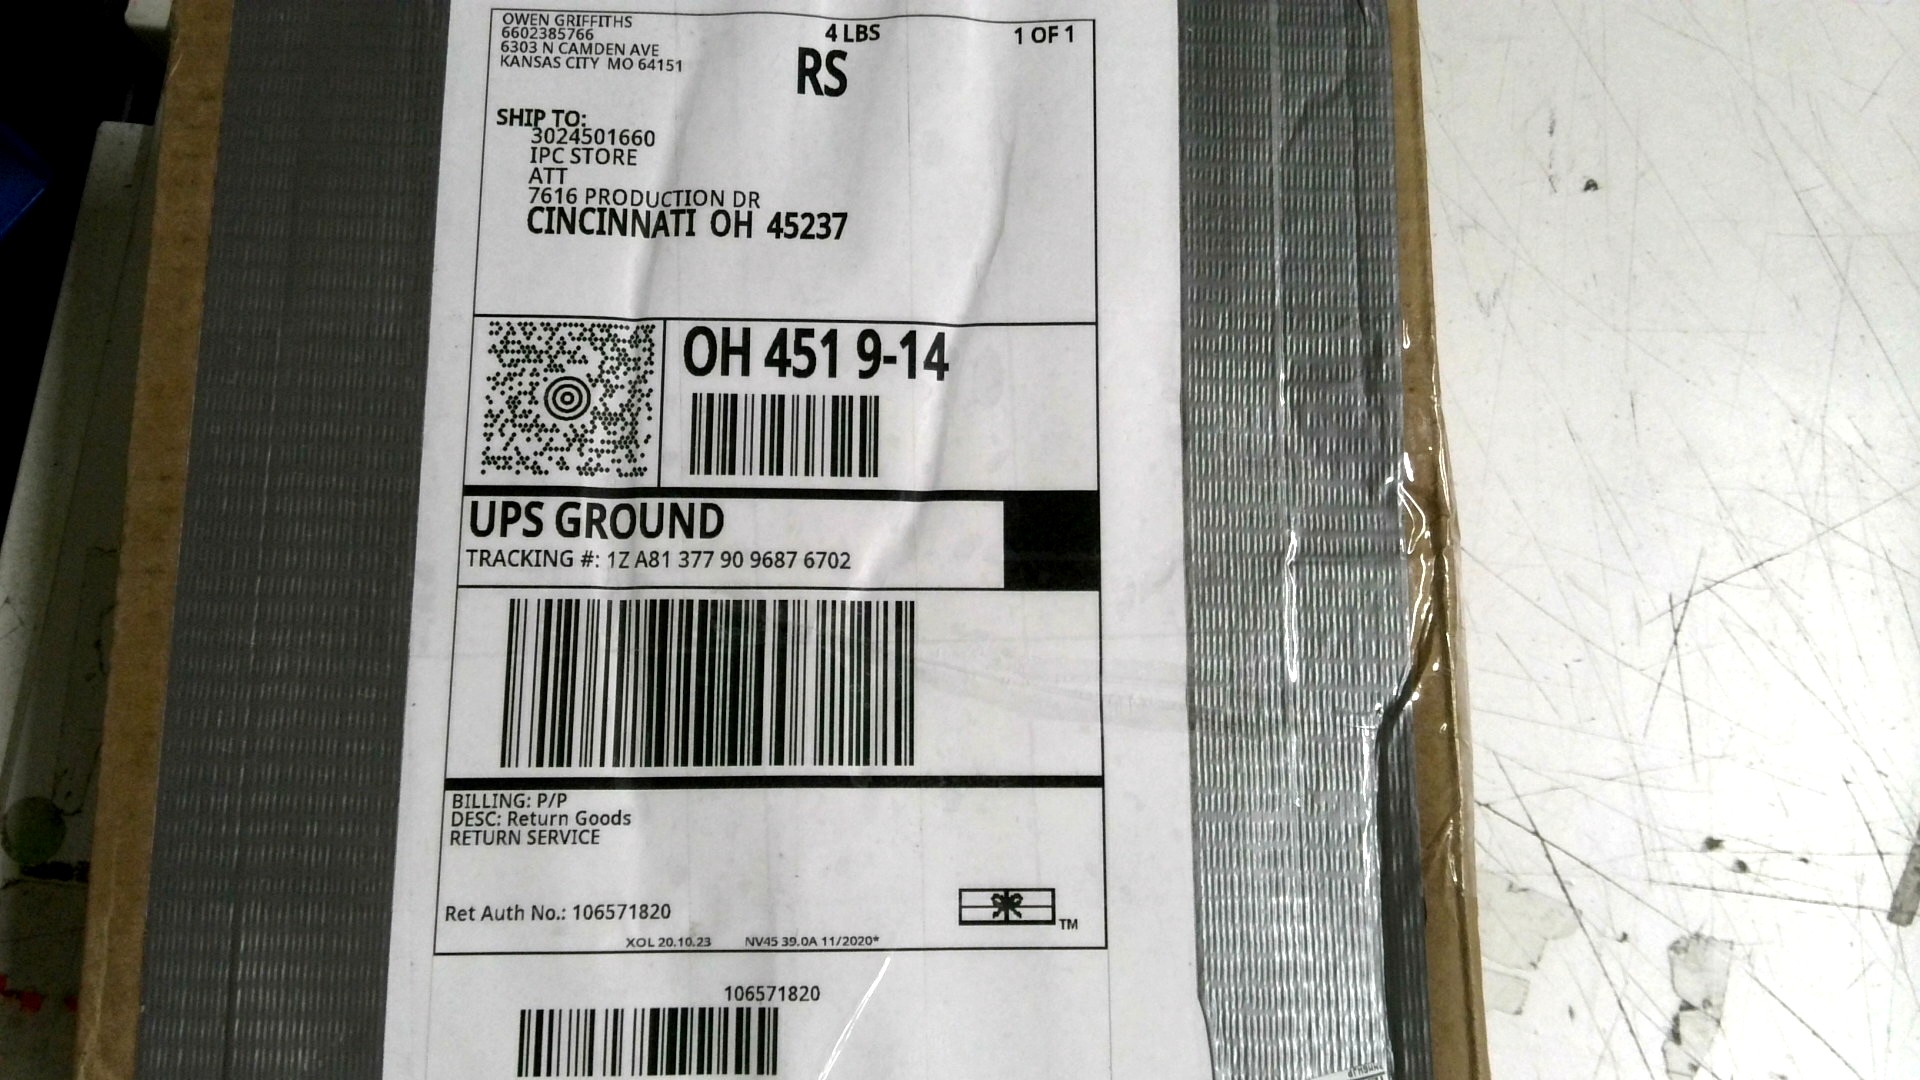 OWEN GRIFFITHS
6602385766
6303 N CAMDEN AVE
KANSAS CITY MO 64151
4 LBS
1 OF 1
RS
SHIP TO:
3024501660
IPC STORE
ATT
7616 PRODUCTION DR
CINCINNATI OH 45237
OH 451 9-14
UPS GROUND
TRACKING #: 1Z A81 377 90 9687 6702
BILLING: P/P
DESC: Return Goods
RETURN SERVICE
Ret Auth No.: 106571820
TM
XOL 20.10.23 NV45 39.0A 11/2020*
106571820